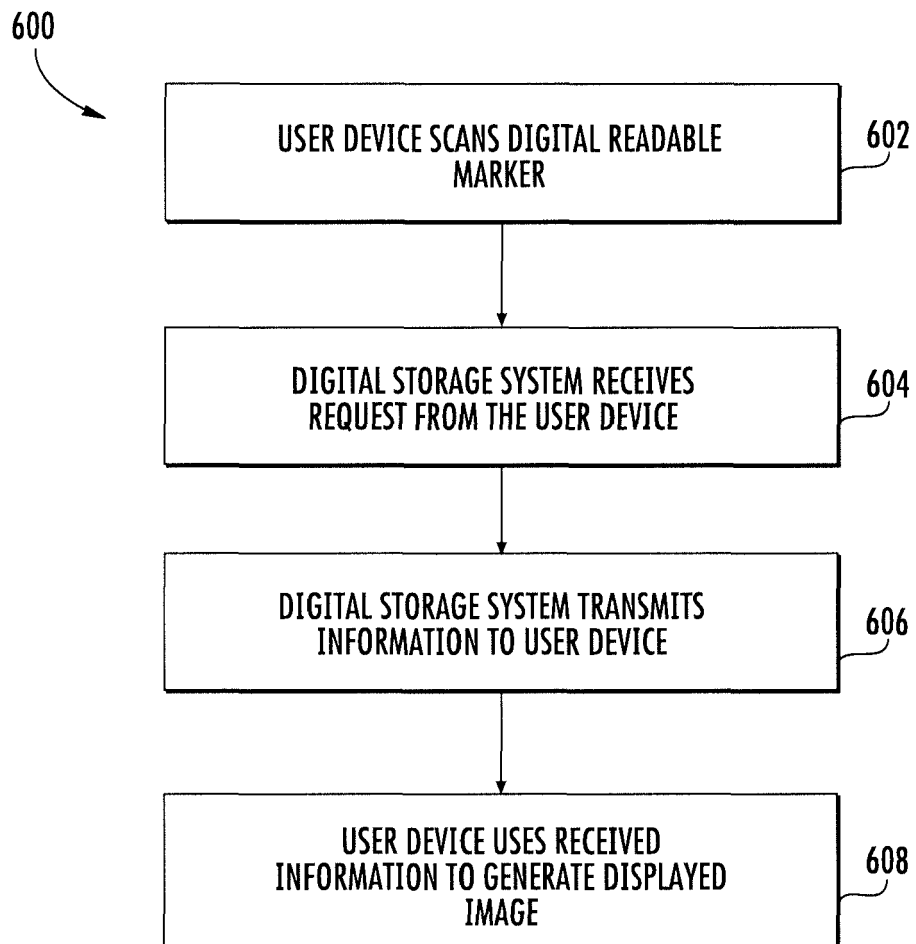 600
USER DEVICE SCANS DIGITAL READABLE
MARKER
602
DIGITAL STORAGE SYSTEM RECEIVES
REQUEST FROM THE USER DEVICE
604
DIGITAL STORAGE SYSTEM TRANSMITS
INFORMATION TO USER DEVICE
606
USER DEVICE USES RECEIVED
INFORMATION TO GENERATE DISPLAYED
IMAGE
608